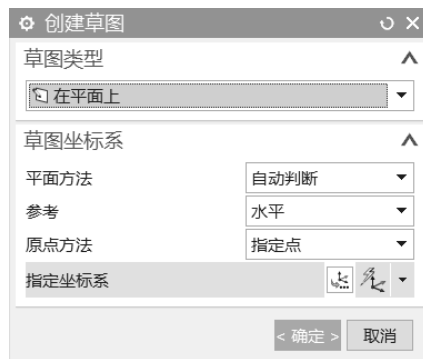 创建草图
草图类型
在平面上
草图坐标系
平面方法 自动判断
参考 水平
原点方法 指定点
指定坐标系
< 确定 > 取消